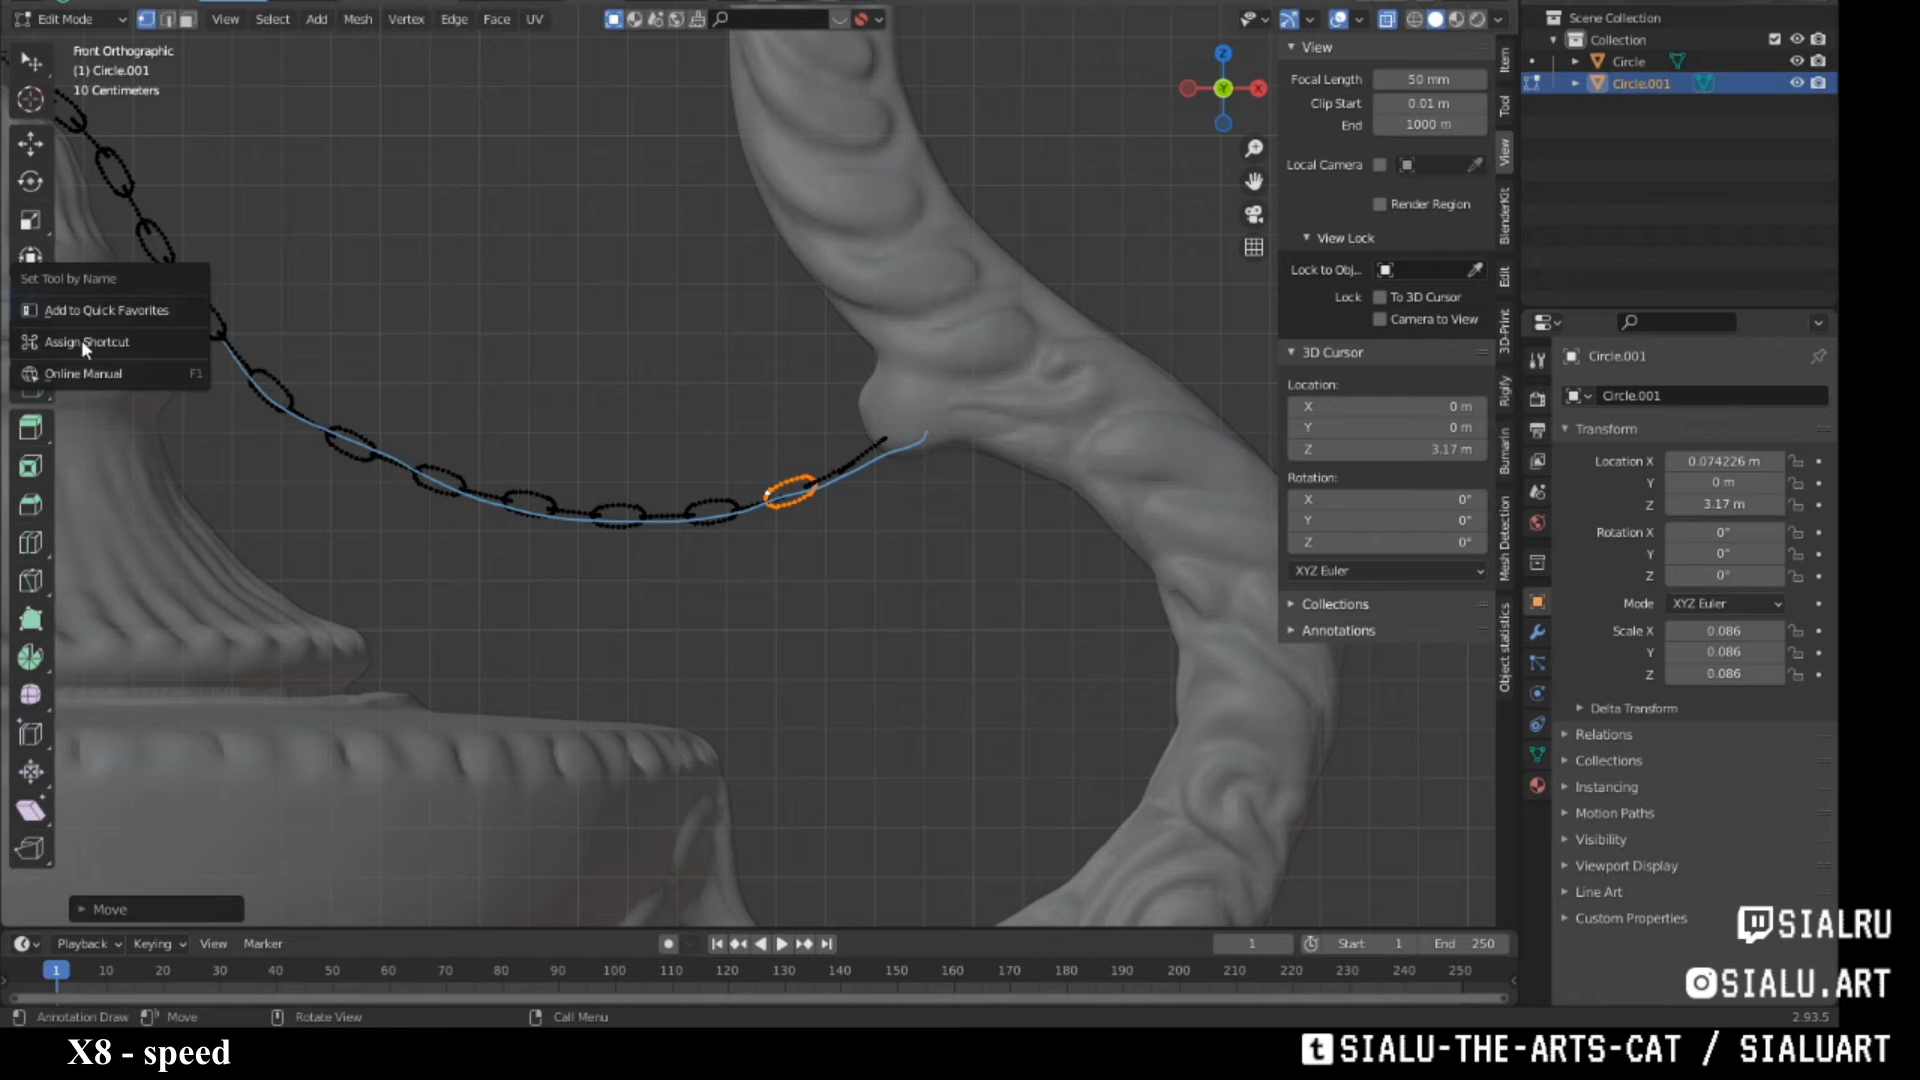 Edit Mode View Select Add Mesh Vertex Edge Face UV
Front Orthographic
(1) Circle.001
10 Centimeters
Set Tool by Name
Add to Quick Favorites
Assign Shortcut
Online Manual F1
Move
View
Focal Length 50 mm
Clip Start 0.01 m
End 1000 m
Local Camera
Render Region
View Lock
Lock to Obj...
Lock To 3D Cursor
Camera to View
3D Cursor
Location:
X 0 m
Y 0 m
Z 3.17 m
Rotation:
X 0°
Y 0°
Z 0°
XYZ Euler
Collections
Annotations
Item
Tool
View
BlenderKit
Edit
3D-Print
Rigify
Bumarin
Mesh Detection
Object statistics
Scene Collection
Collection
Circle
Circle.001
Circle.001
Circle.001
Transform
Location X 0.074226 m
Y 0 m
Z 3.17 m
Rotation X 0°
Y 0°
Z 0°
Mode XYZ Euler
Scale X 0.086
Y 0.086
Z 0.086
Delta Transform
Relations
Collections
Instancing
Motion Paths
Visibility
Viewport Display
Line Art
Custom Properties
Playback Keying View Marker
1 Start 1 End 250
1 10 20 30 40 50 60 70 80 90 100 110 120 130 140 150 160 170 180 190 200 210 220 230 240 250
Annotation Draw Move Rotate View Call Menu 2.93.5
SIALRU
SIALU.ART
X8 - speed
t SIALU-THE-ARTS-CAT / SIALUART